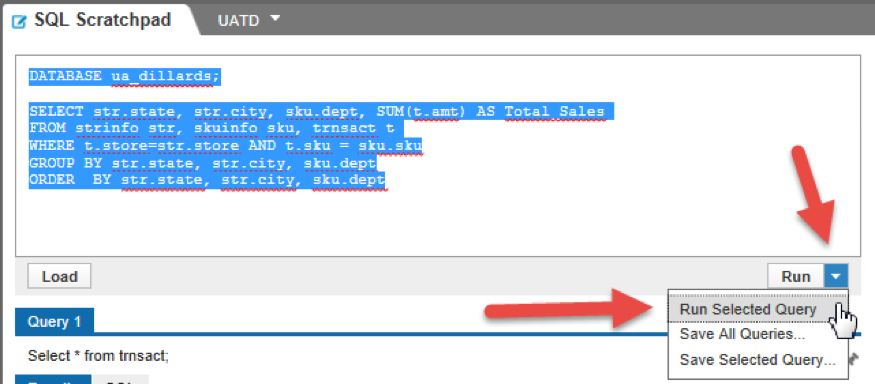 SQL Scratchpad
UATD
DATABASE ua_dillards;
SELECT str.state, str.city, sku.dept, SUM(t.amt) AS Total_Sales
FROM strinfo str, skuinfo sku, trnsact t
WHERE t.store=str.store AND t.sku = sku.sku
GROUP BY str.state, str.city, sku.dept
ORDER  BY str.state, str.city, sku.dept
Load
Run
Run Selected Query
Save All Queries...
Save Selected Query...
Query 1
Select * from trnsact;